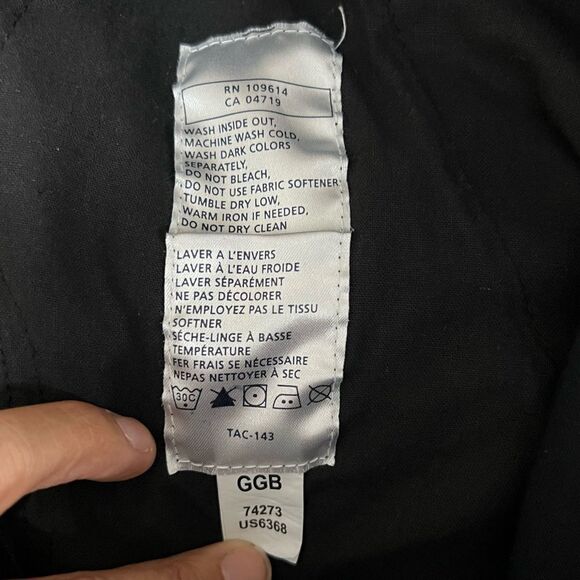 RN 109614
CA 04719
WASH INSIDE OUT,
MACHINE WASH COLD,
WASH DARK COLORS
SEPARATELY,
DO NOT BLEACH,
DO NOT USE FABRIC SOFTENER
TUMBLE DRY LOW,
WARM IRON IF NEEDED,
DO NOT DRY CLEAN
LAVER A L'ENVERS
LAVER À L'EAU FROIDE
LAVER SÉPARÉMENT
NE PAS DÉCOLORER
N'EMPLOYEZ PAS LE TISSU
SOFTNER
SÉCHE-LINGE À BASSE
TEMPÉRATURE
FER FRAIS SE NÉCESSAIRE
NEPAS NETTOYER À SEC
30C
TAC-143
GGB
74273
US6368